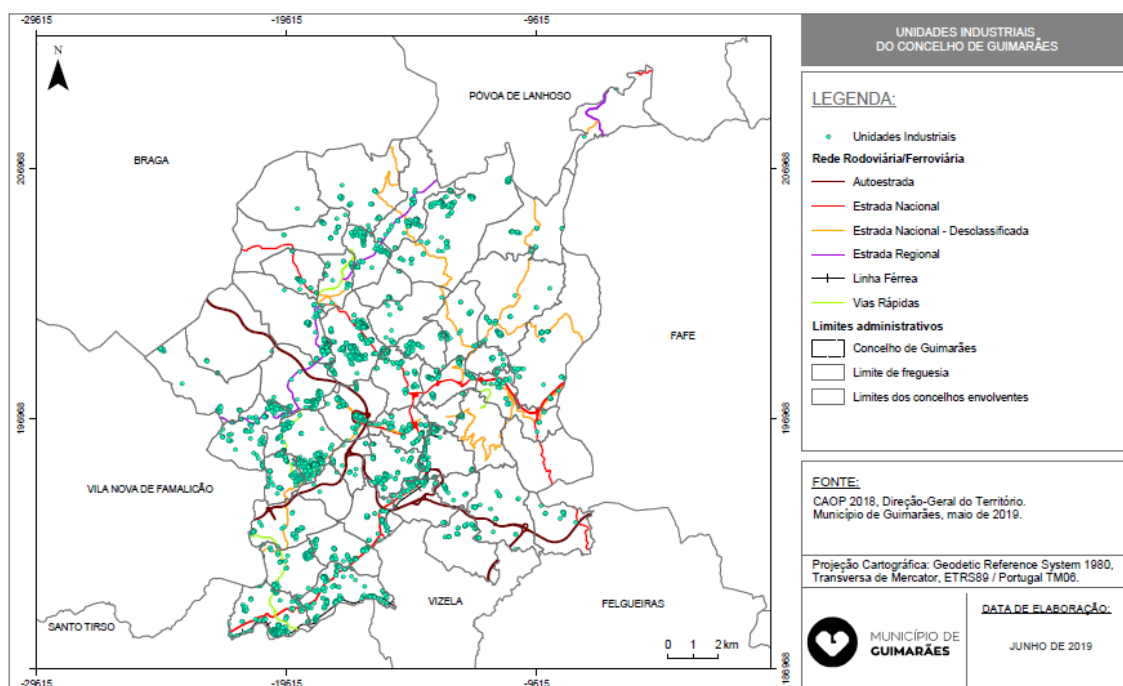 -29615
-19615
-9615
UNIDADES INDUSTRIAIS
DO CONCELHO DE GUIMARÃES
N
PÓVOA DE LANHOSO
LEGENDA:
Unidades Industriais
BRAGA
Rede Rodoviária/Ferroviária
206968
206968
Autoestrada
Estrada Nacional
Estrada Nacional - Desclassificada
Estrada Regional
Linha Férrea
Vias Rápidas
FAFE
Limites administrativos
Concelho de Guimarães
Limite de freguesia
Limites dos concelhos envolventes
196968
196968
VILA NOVA DE FAMALICÃO
FONTE:
CAOP 2018, Direção-Geral do Território.
Município de Guimarães, maio de 2019.
Projeção Cartográfica: Geodetic Reference System 1980,
Transversa de Mercator, ETRS89 / Portugal TM06.
VIZELA
FELGUEIRAS
SANTO TIRSO
0 1 2 km
MUNICÍPIO DE
GUIMARÃES
DATA DE ELABORAÇÃO:
JUNHO DE 2019
186968
-29615
-19615
-9615